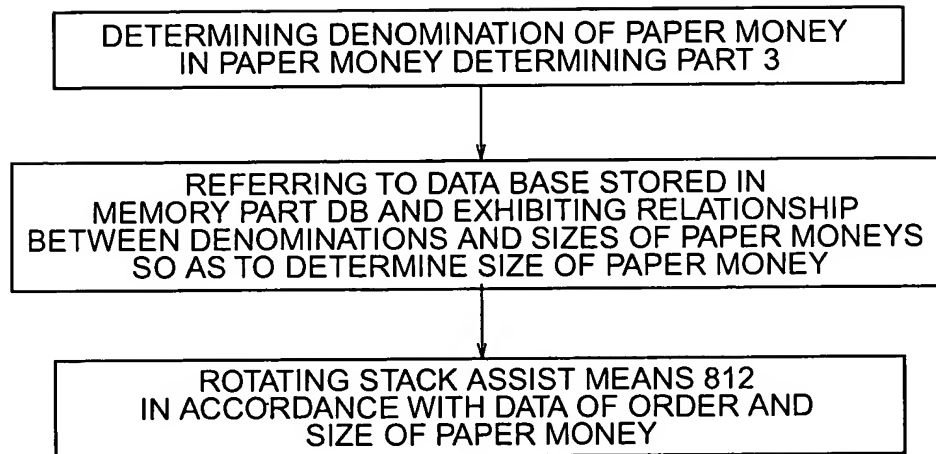 DETERMINING DENOMINATION OF PAPER MONEY
IN PAPER MONEY DETERMINING PART 3
REFERRING TO DATA BASE STORED IN
MEMORY PART DB AND EXHIBITING RELATIONSHIP
BETWEEN DENOMINATIONS AND SIZES OF PAPER MONEYS
SO AS TO DETERMINE SIZE OF PAPER MONEY
ROTATING STACK ASSIST MEANS 812
IN ACCORDANCE WITH DATA OF ORDER AND
SIZE OF PAPER MONEY